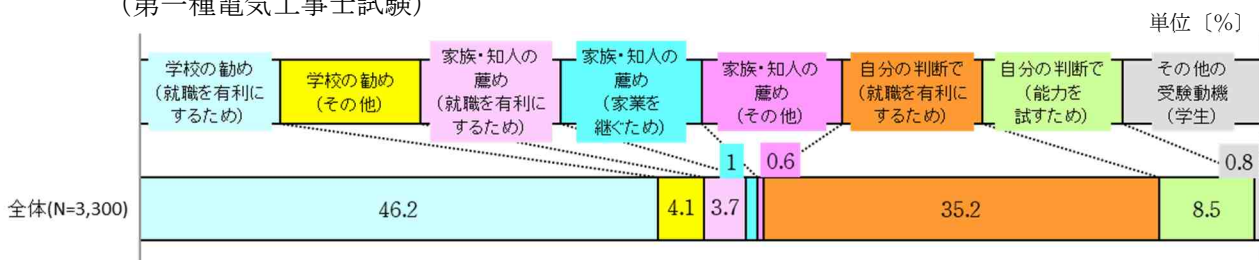 (第一種電気工事士試験)
単位〔%〕
学校の勧め
(就職を有利に
するため)
学校の勧め
(その他)
家族・知人の
薦め
(就職を有利に
するため)
家族・知人の
薦め
(家業を
継ぐため)
家族・知人の
薦め
(その他)
自分の判断で
(就職を有利に
するため)
自分の判断で
(能力を
試すため)
その他の
受験動機
(学生)
1
0.6
0.8
全体(N=3,300)
46.2
4.1
3.7
35.2
8.5